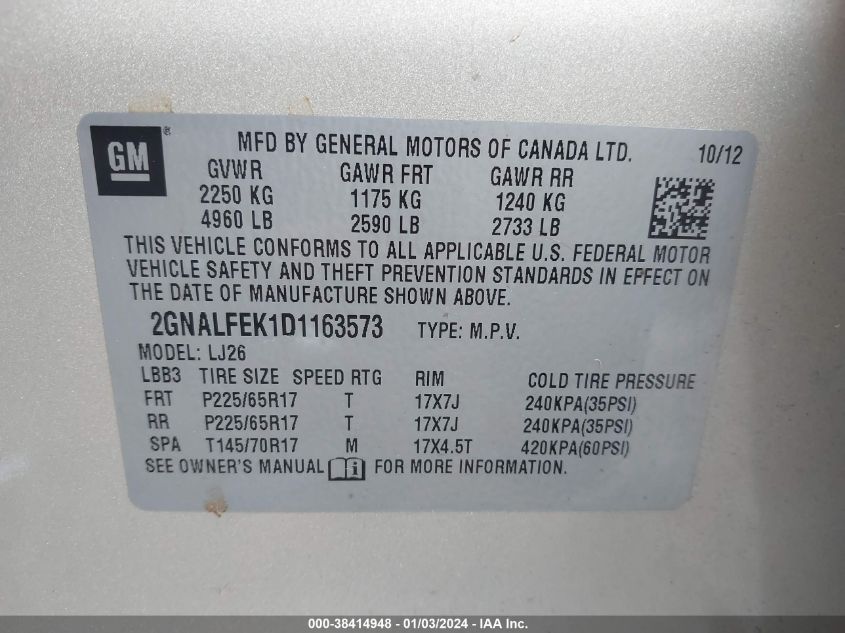 GM®
MFD BY GENERAL MOTORS OF CANADA LTD. 10/12
GVWR GAWR FRT GAWR RR
2250 KG 1175 KG 1240 KG
4960 LB 2590 LB 2733 LB
THIS VEHICLE CONFORMS TO ALL APPLICABLE U.S. FEDERAL MOTOR
VEHICLE SAFETY AND THEFT PREVENTION STANDARDS IN EFFECT ON
THE DATE OF MANUFACTURE SHOWN ABOVE.
2GNALFEK1D1163573 TYPE: M.P.V.
MODEL: LJ26
LBB3 TIRE SIZE SPEED RTG RIM COLD TIRE PRESSURE
FRT P225/65R17 T 17X7J 240KPA(35PSI)
RR P225/65R17 T 17X7J 240KPA(35PSI)
SPA T145/70R17 M 17X4.5T 420KPA(60PSI)
SEE OWNER'S MANUAL i FOR MORE INFORMATION.
000-38414948 - 01/03/2024 - IAA Inc.